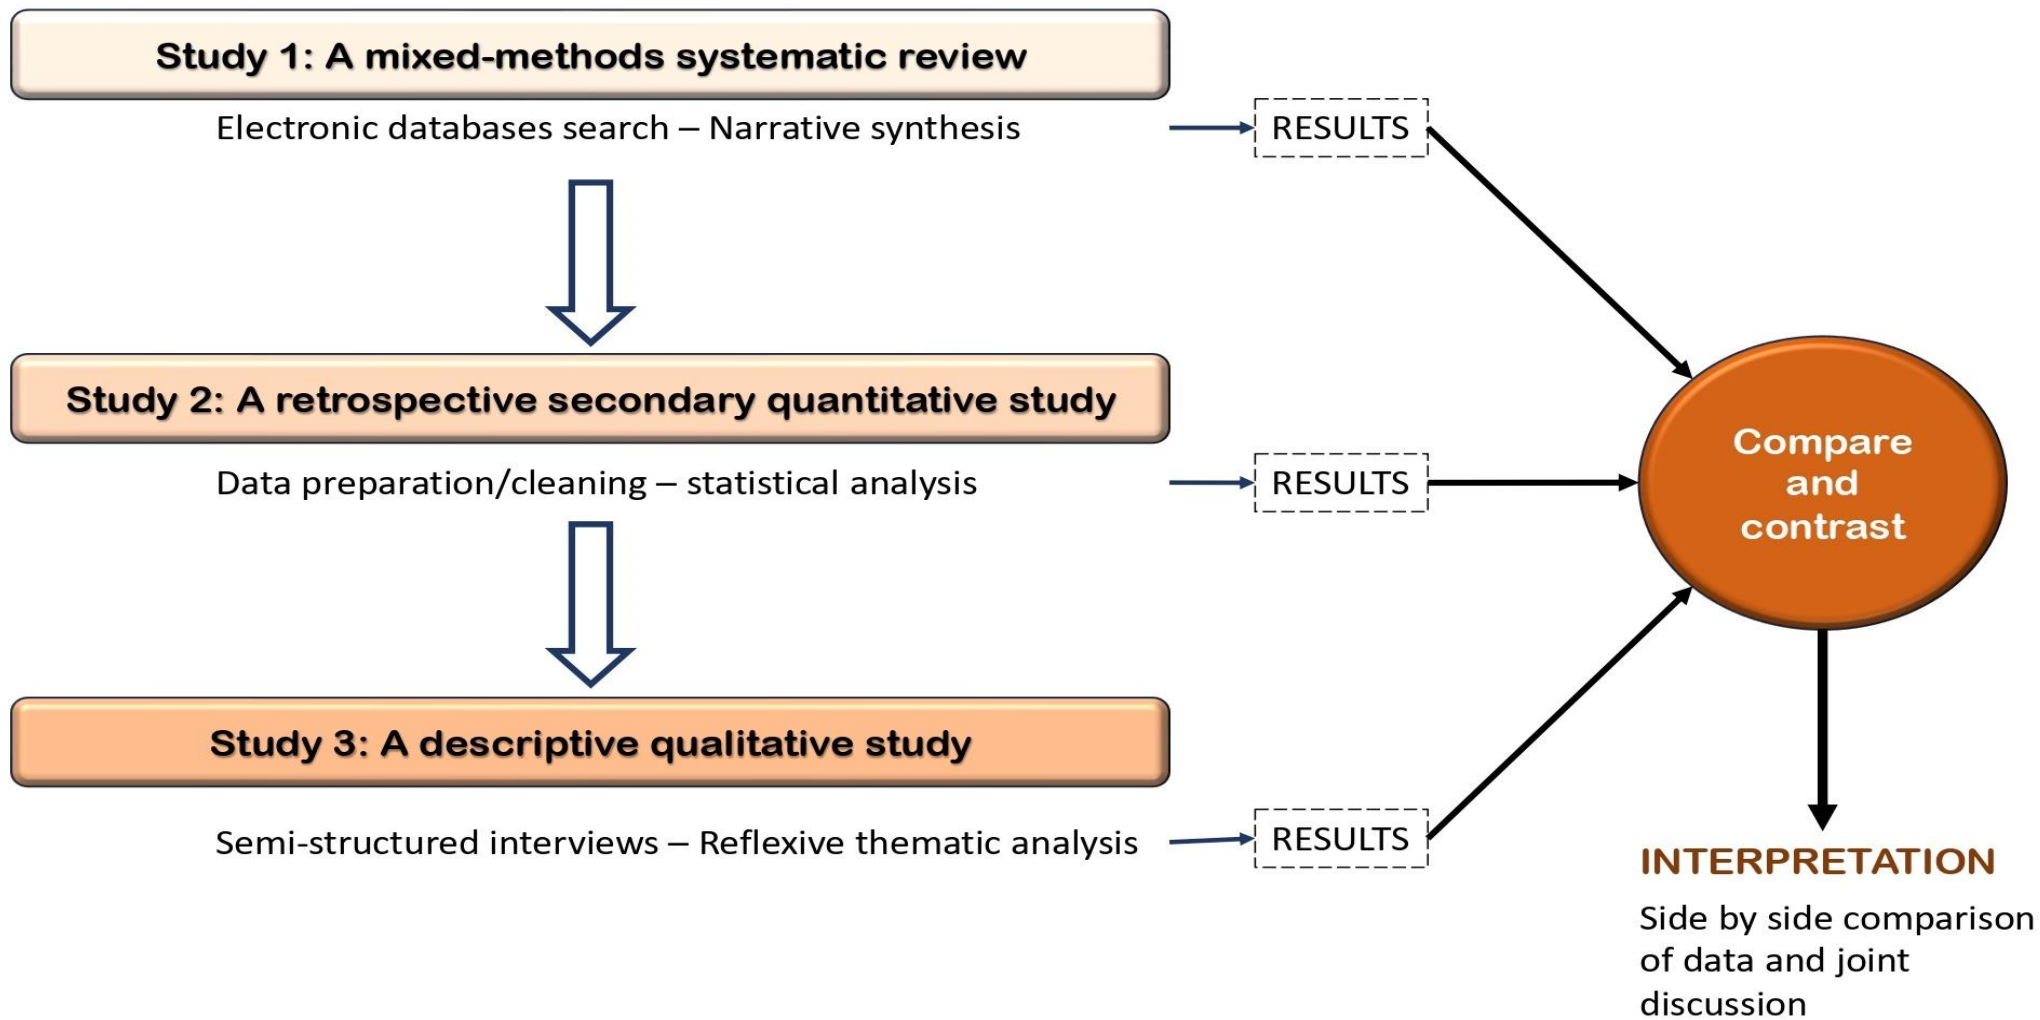 Study 1: A mixed-methods systematic review
Electronic databases search – Narrative synthesis
RESULTS
Study 2: A retrospective secondary quantitative study
Data preparation/cleaning – statistical analysis
RESULTS
Study 3: A descriptive qualitative study
Semi-structured interviews – Reflexive thematic analysis
RESULTS
Compare
and
contrast
INTERPRETATION
Side by side comparison
of data and joint
discussion